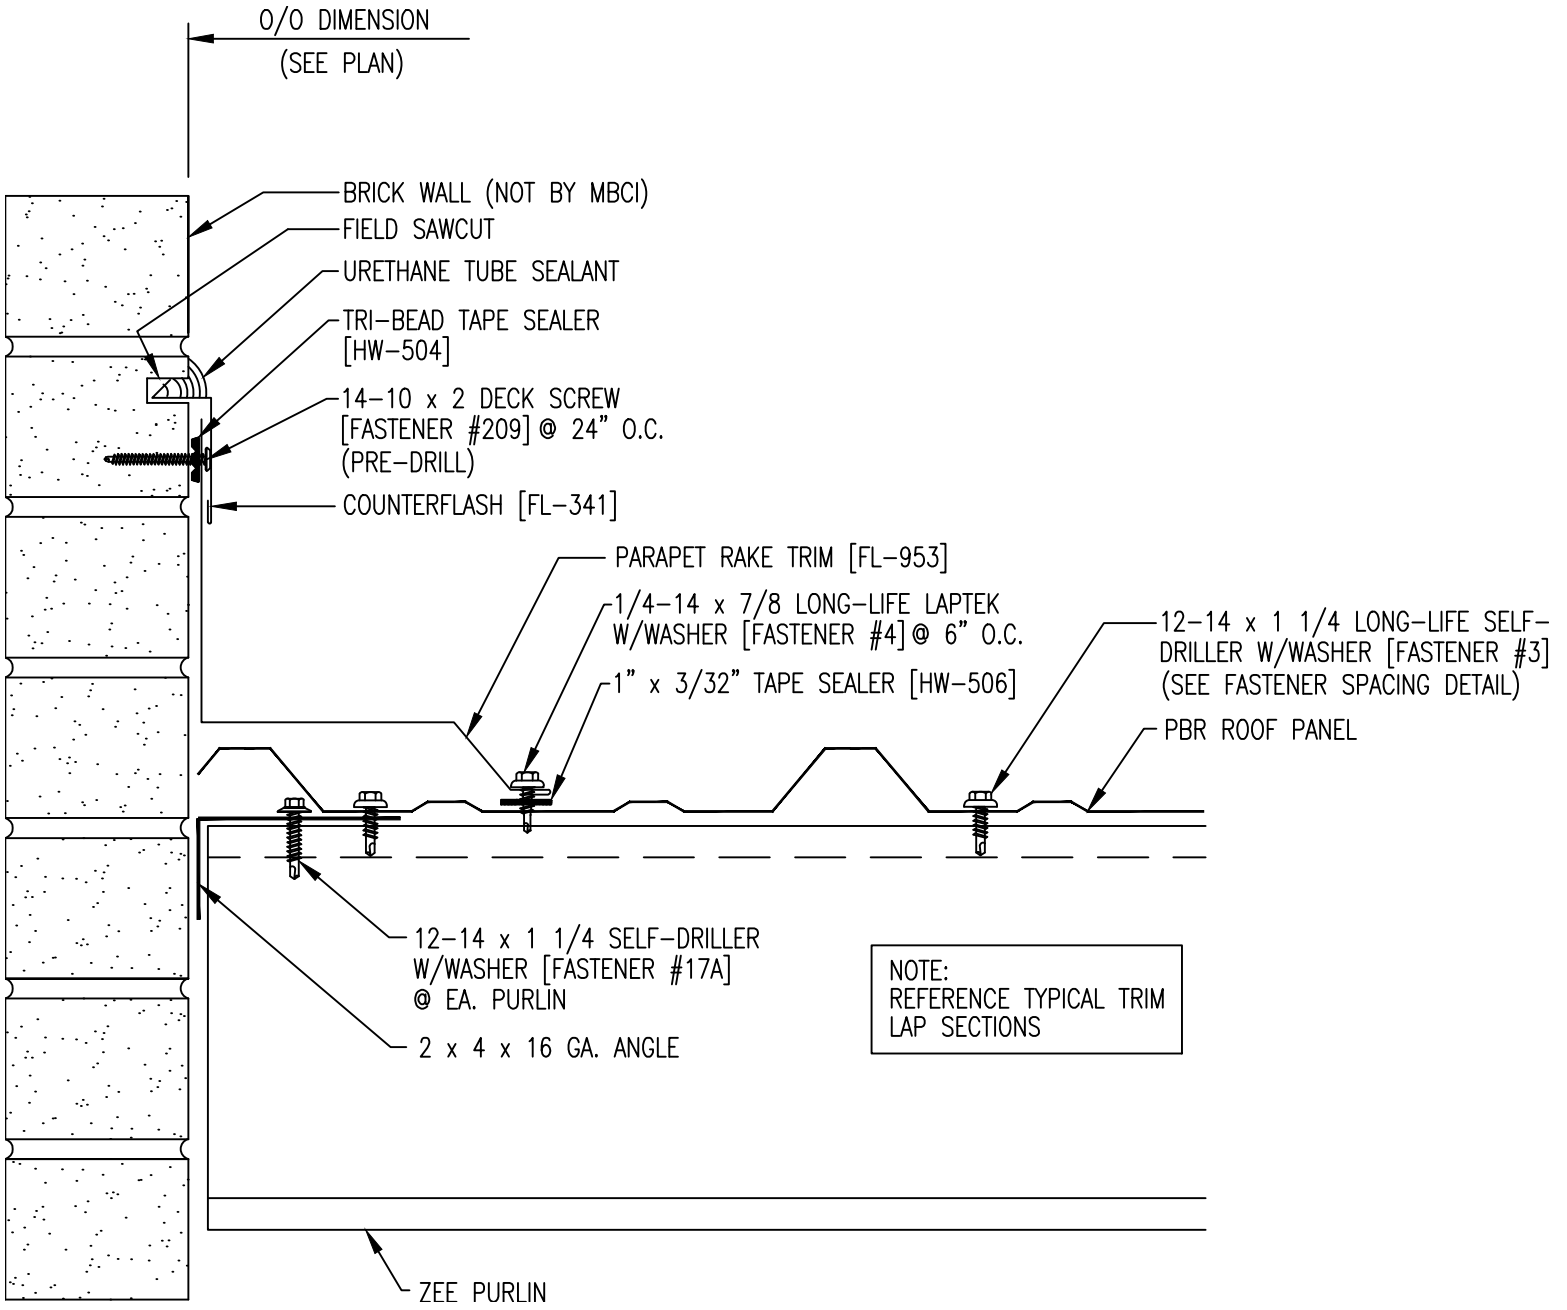 O/O DIMENSION
(SEE PLAN)
BRICK WALL (NOT BY MBCI)
FIELD SAWCUT
URETHANE TUBE SEALANT
TRI-BEAD TAPE SEALER
[HW-504]
14-10 x 2 DECK SCREW
[FASTENER #209] @ 24" O.C.
(PRE-DRILL)
COUNTERFLASH [FL-341]
PARAPET RAKE TRIM [FL-953]
1/4-14 x 7/8 LONG-LIFE LAPTEK
W/WASHER [FASTENER #4] @ 6" O.C.
1" x 3/32" TAPE SEALER [HW-506]
12-14 x 1 1/4 LONG-LIFE SELF-
DRILLER W/WASHER [FASTENER #3]
(SEE FASTENER SPACING DETAIL)
PBR ROOF PANEL
12-14 x 1 1/4 SELF-DRILLER
W/WASHER [FASTENER #17A]
@ EA. PURLIN
2 x 4 x 16 GA. ANGLE
NOTE:
REFERENCE TYPICAL TRIM
LAP SECTIONS
ZEE PURLIN